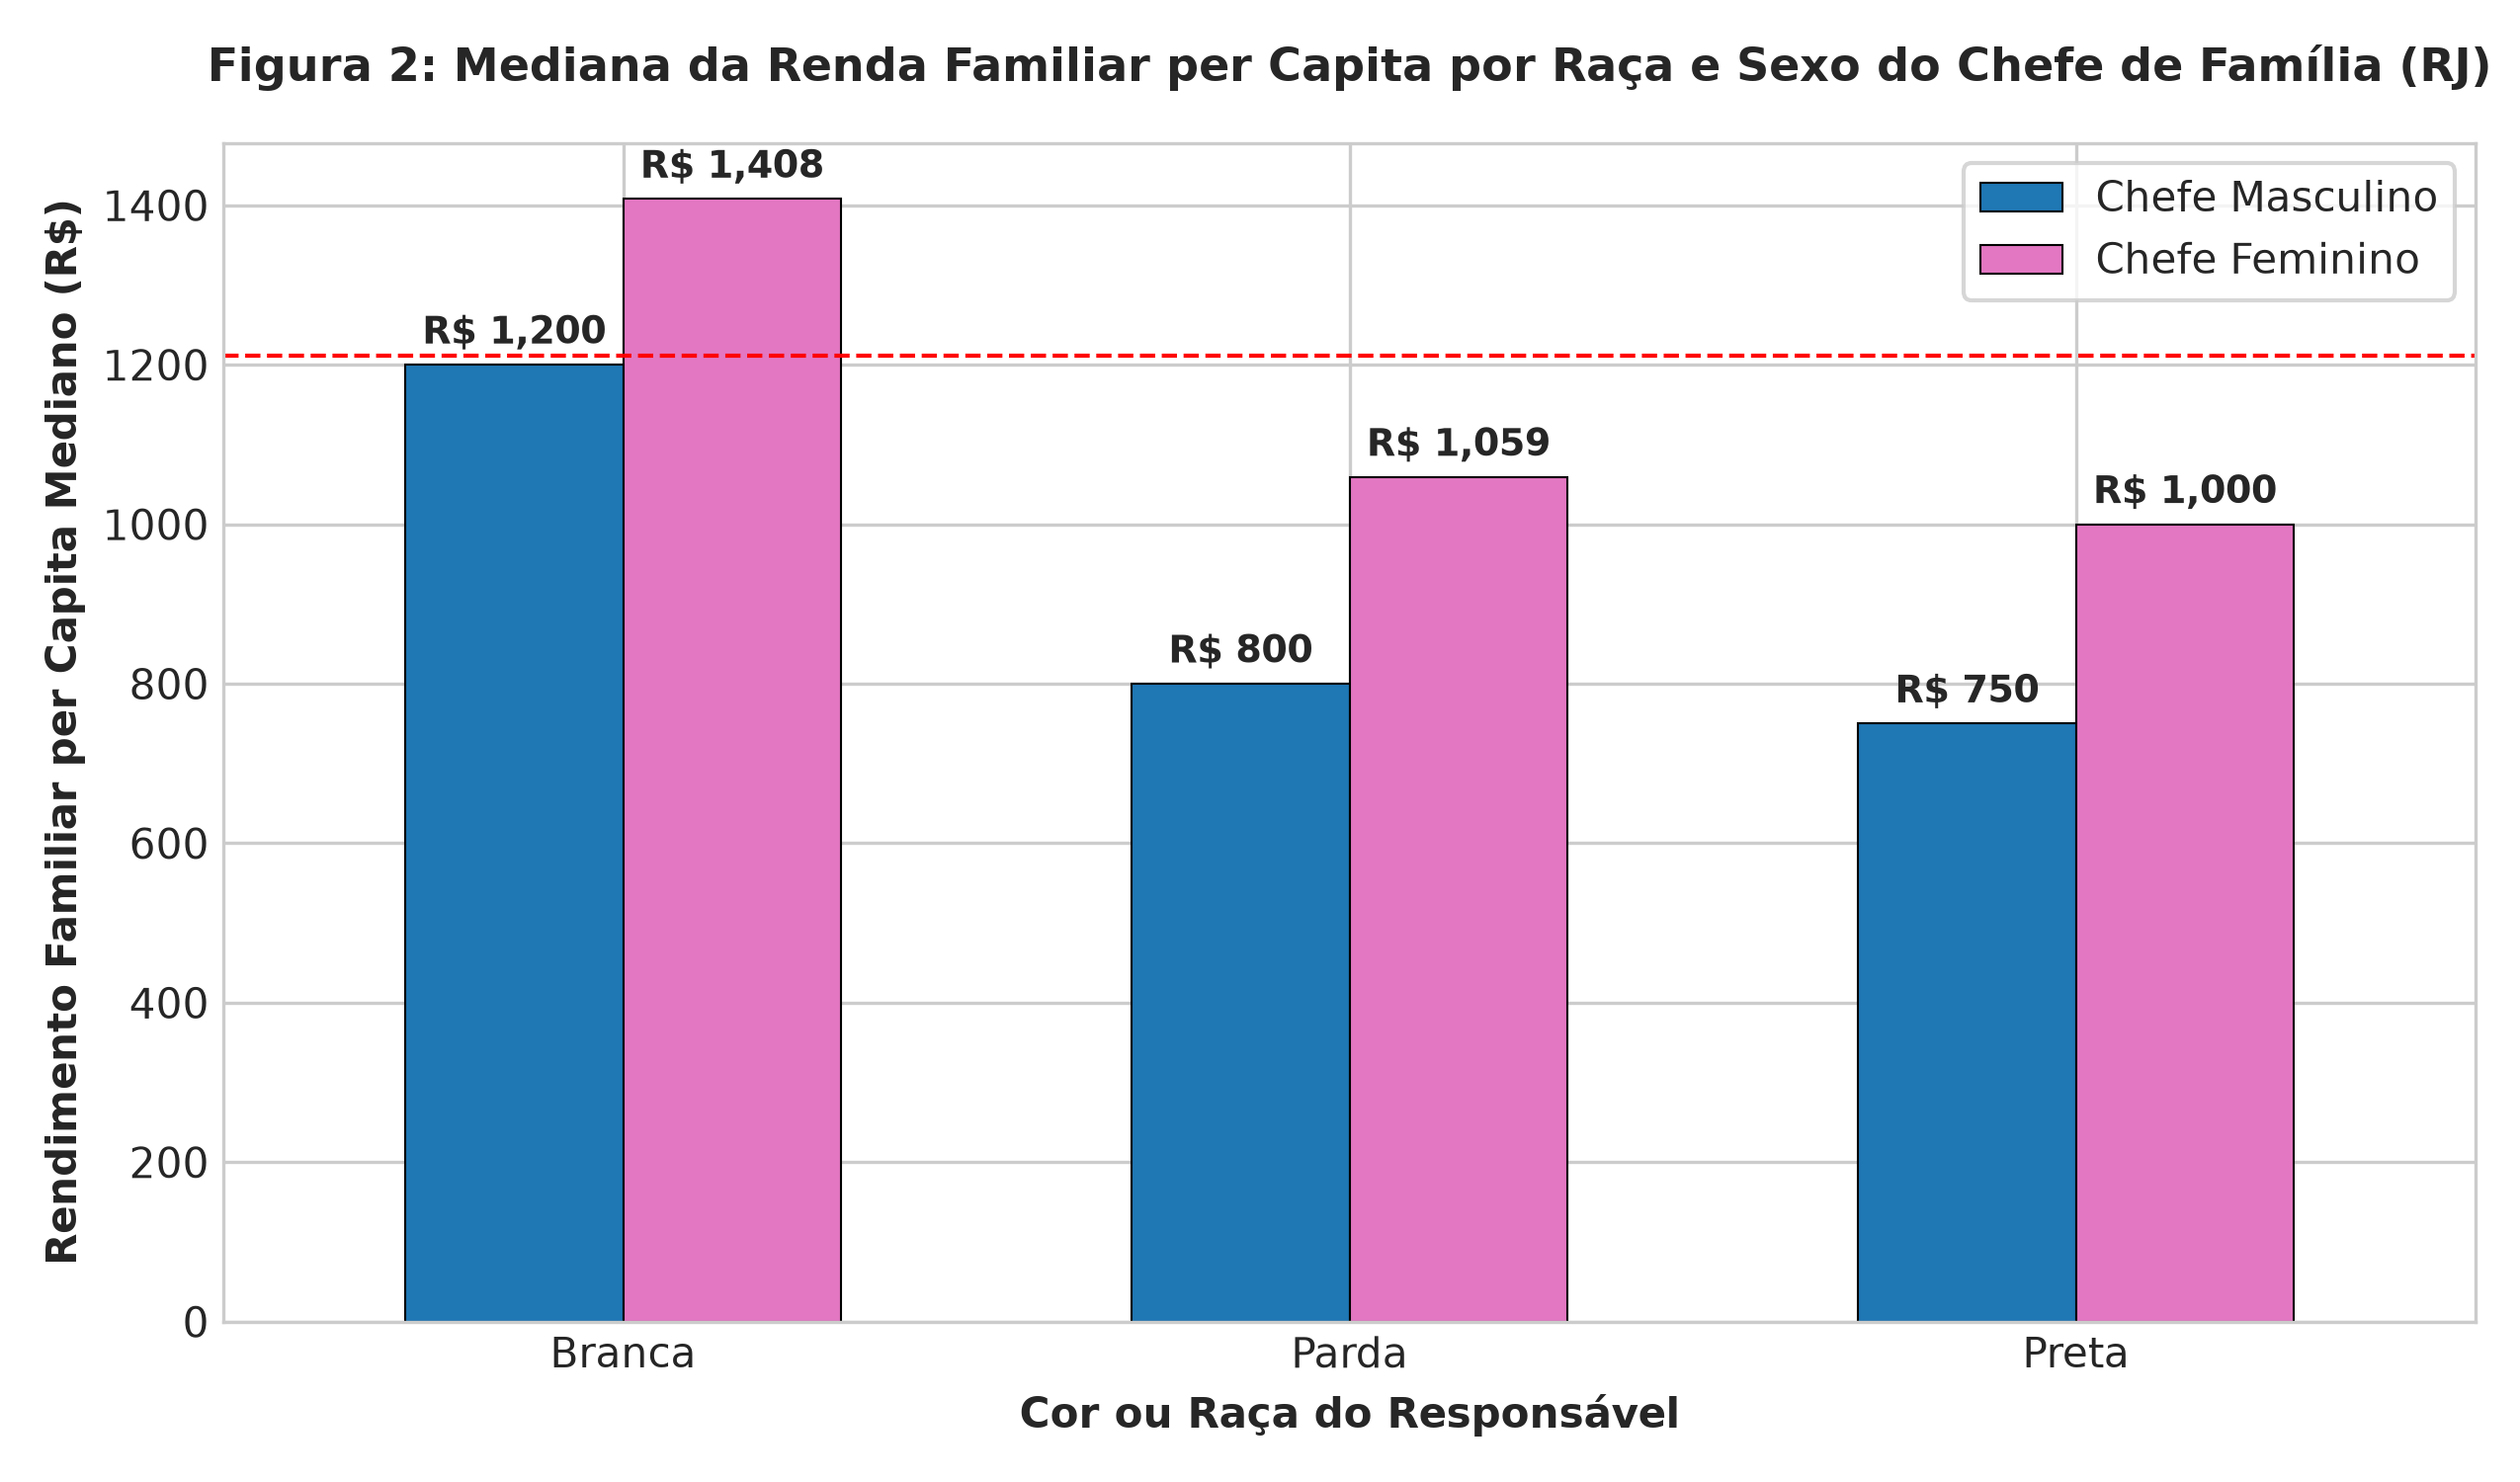 Figura 2: Mediana da Renda Familiar per Capita por Raça e Sexo do Chefe de Família (RJ)
Rendimento Familiar per Capita Mediano (R$)
1400
1200
1000
800
600
400
200
0
R$ 1,200
R$ 1,408
R$ 800
R$ 1,059
R$ 750
R$ 1,000
Chefe Masculino
Chefe Feminino
Branca
Parda
Preta
Cor ou Raça do Responsável